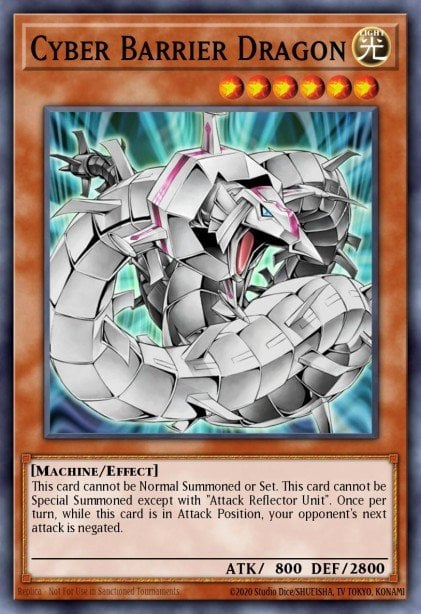 CYBER BARRIER DRAGON
LIGHT
光
[MACHINE/EFFECT]
This card cannot be Normal Summoned or Set. This card cannot be
Special Summoned except with "Attack Reflector Unit". Once per
turn, while this card is in Attack Position, your opponent's next
attack is negated.
ATK/ 800 DEF/2800
Replica - Not For Use in Sanctioned Tournaments
©2020 Studio Dice/SHUEISHA, TV TOKYO, KONAMI